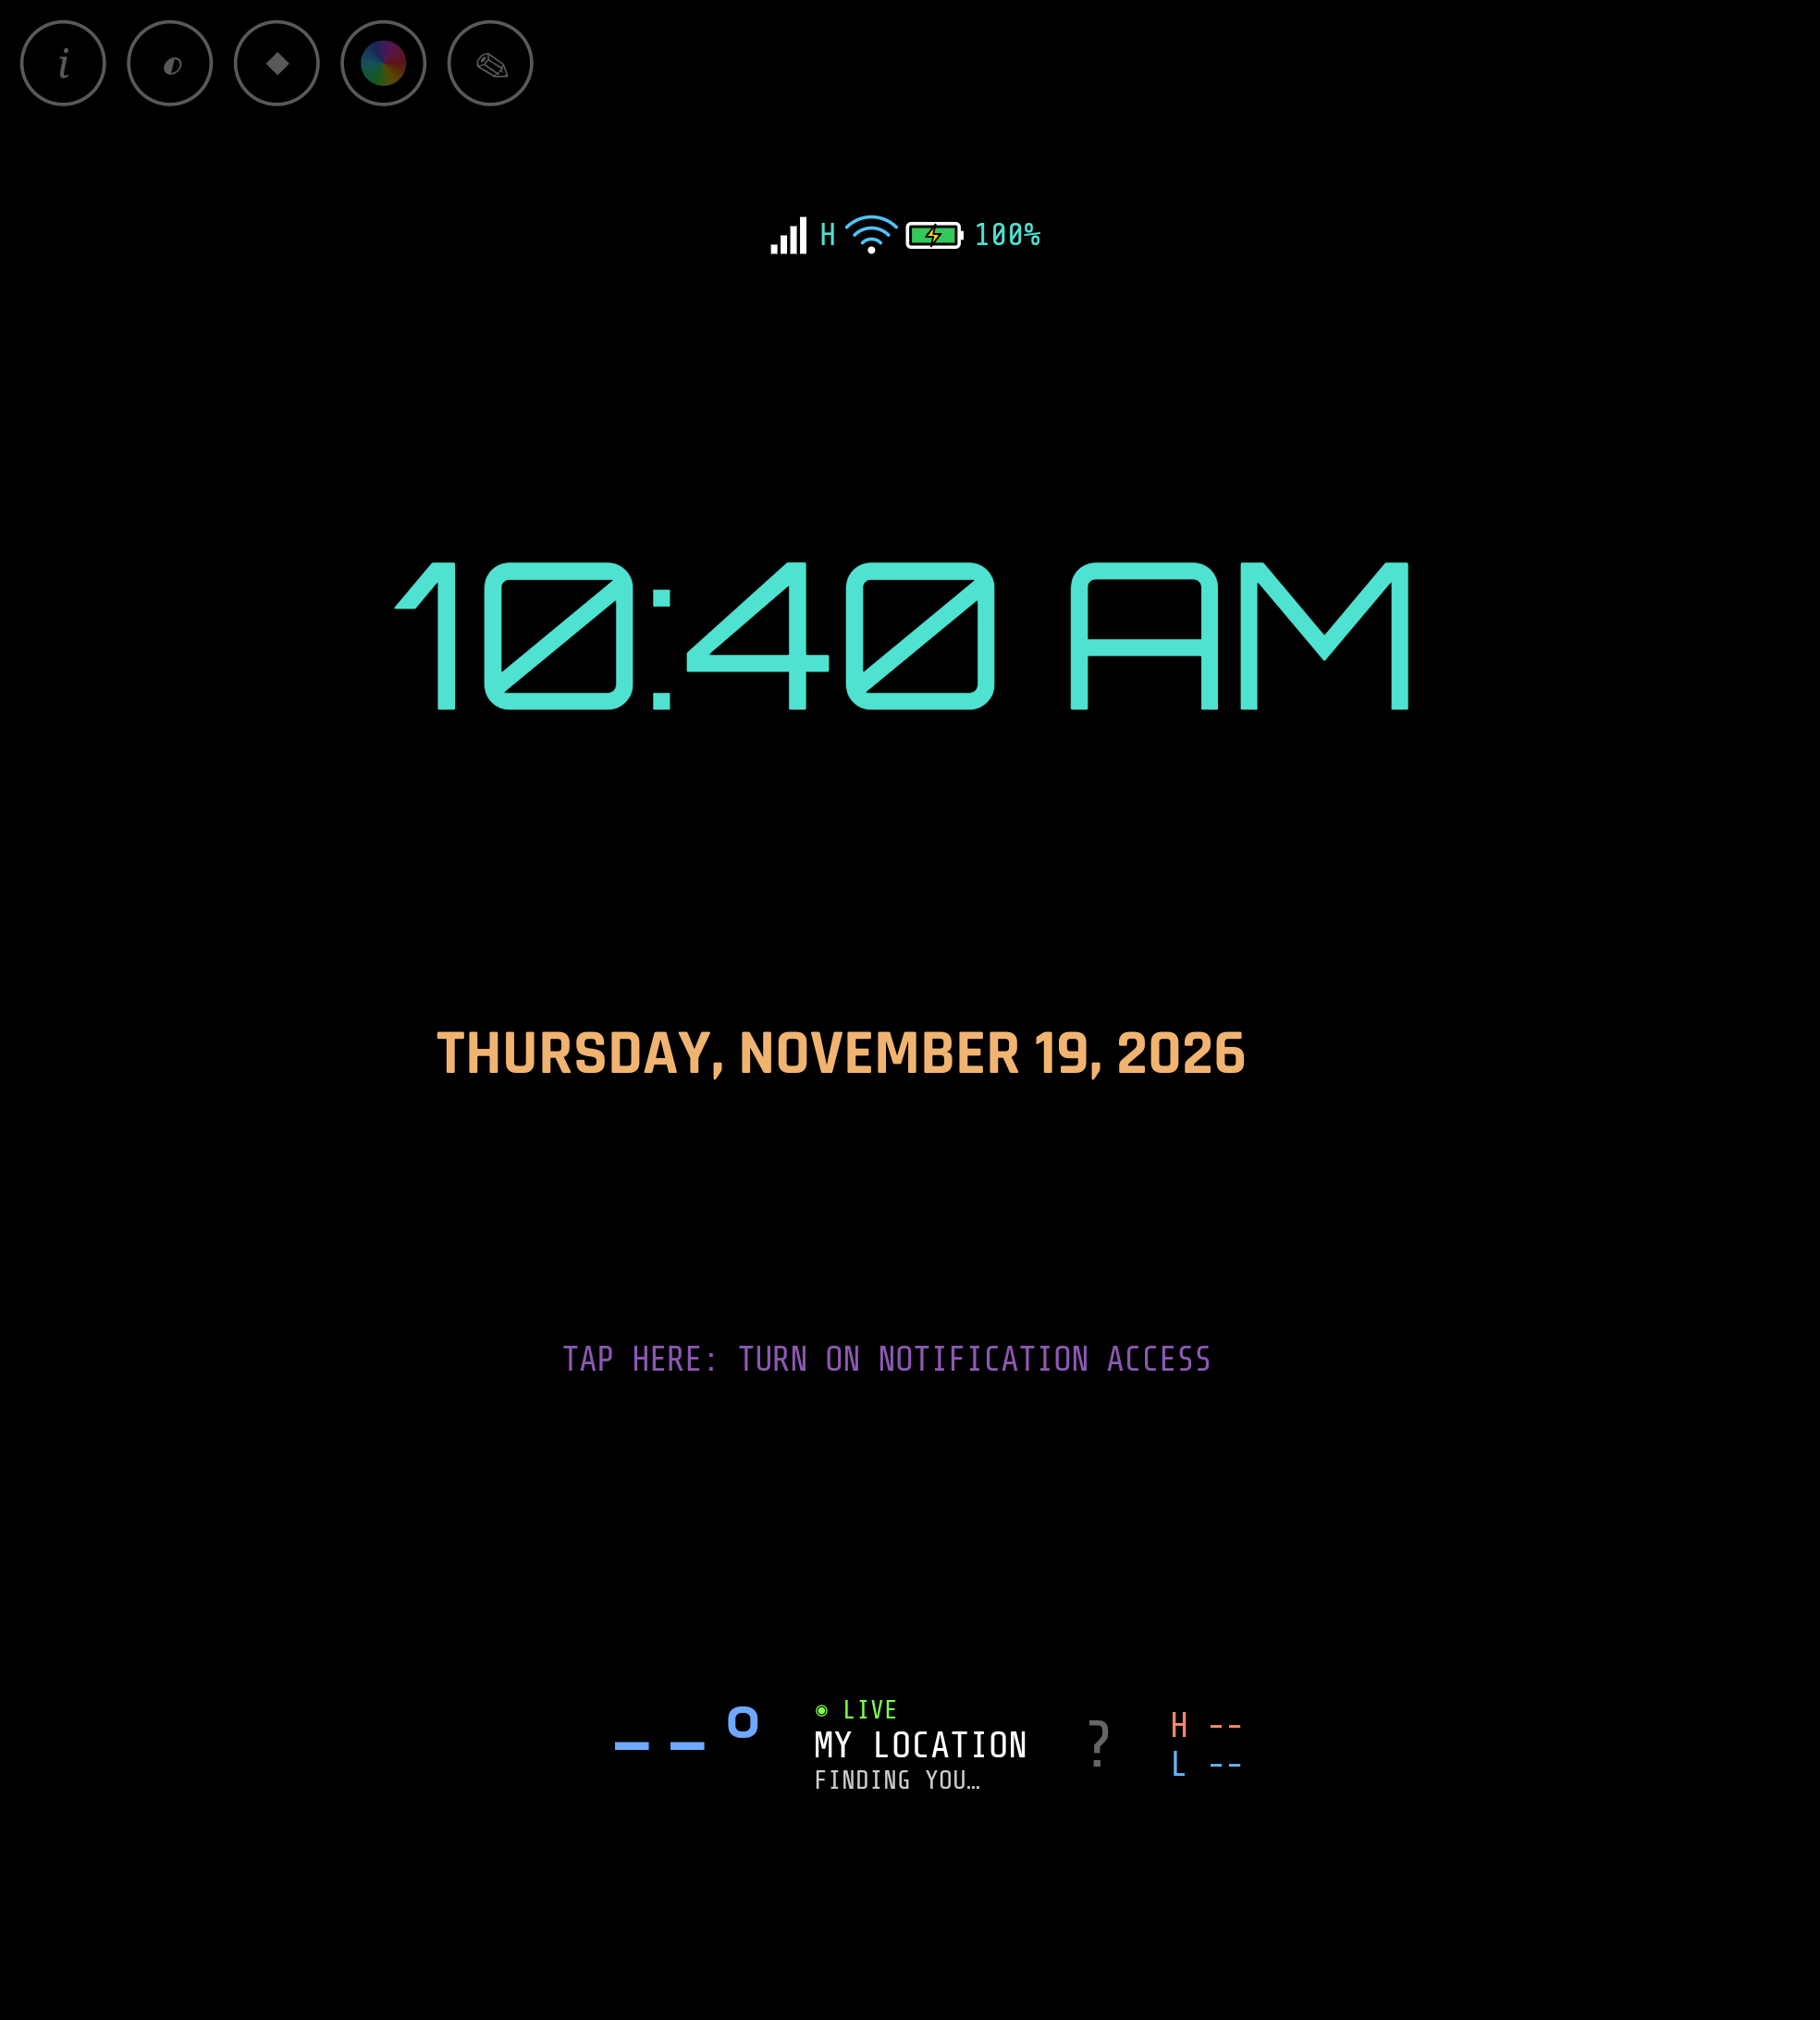 i
H 100%
10:40 AM
THURSDAY, NOVEMBER 19, 2026
TAP HERE: TURN ON NOTIFICATION ACCESS
--°
◉ LIVE
MY LOCATION
FINDING YOU…
?
H --
L --